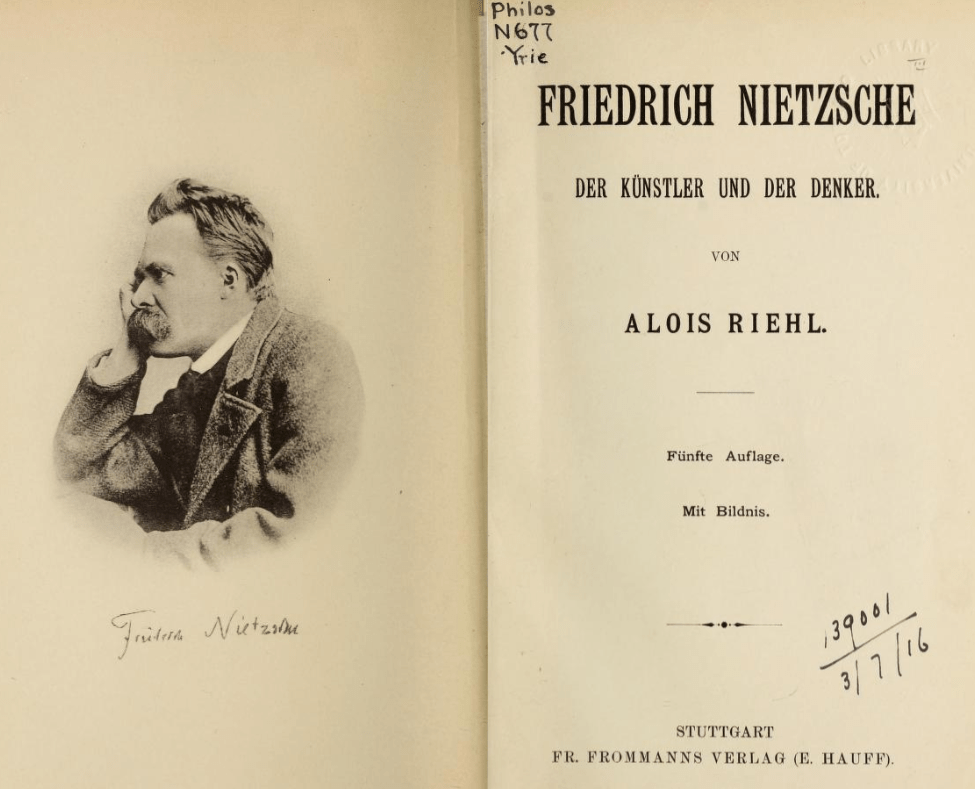 Friedrich Nietzsche
Philos
N677
Yrie
FRIEDRICH NIETZSCHE
DER KÜNSTLER UND DER DENKER.
VON
ALOIS RIEHL.
Fünfte Auflage.
Mit Bildnis.
139001
3/7/16
STUTTGART
FR. FROMMANNS VERLAG (E. HAUFF).